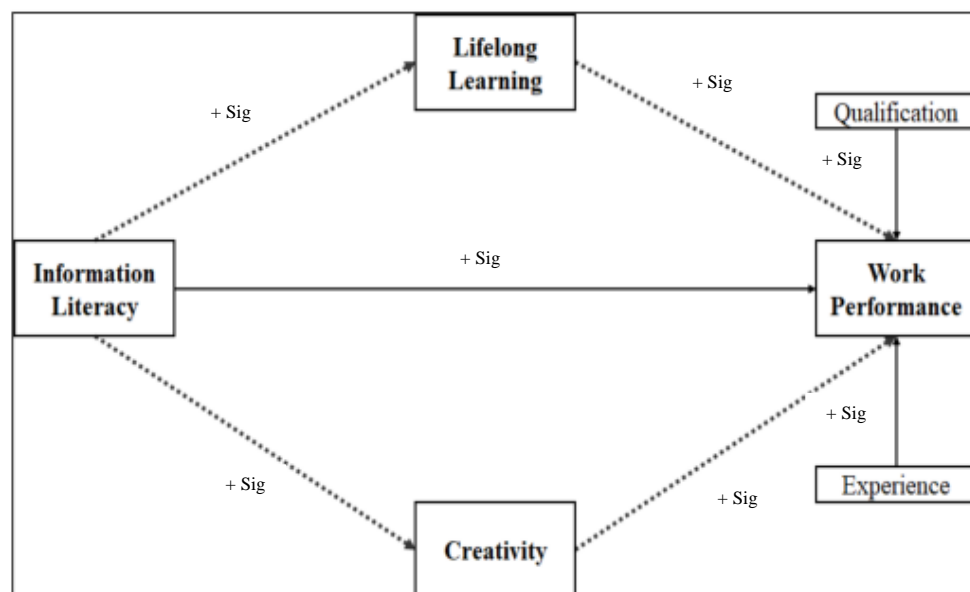 Lifelong
Learning
+ Sig
+ Sig
Qualification
+ Sig
+ Sig
Information
Literacy
Work
Performance
+ Sig
+ Sig
+ Sig
Experience
Creativity